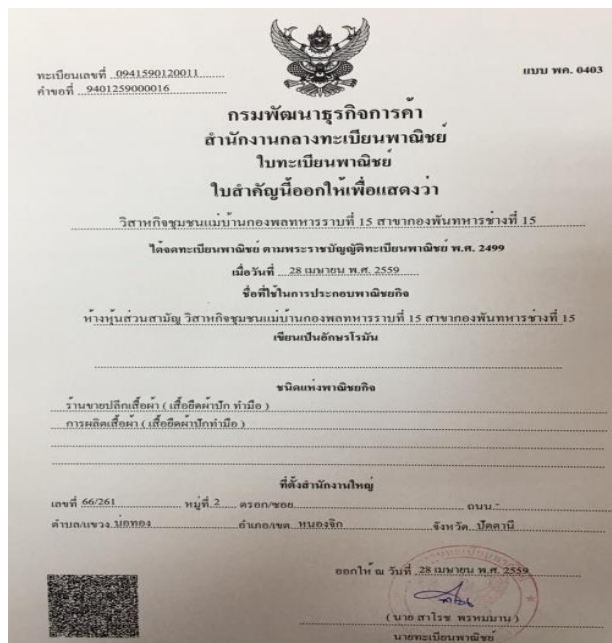 ทะเบียนเลขที่ 0941590120011
คำขอที่ 9401259000016
แบบ พค. 0403
กรมพัฒนาธุรกิจการค้า
สำนักงานกลางทะเบียนพาณิชย์
ใบทะเบียนพาณิชย์
ใบสำคัญนี้ออกให้เพื่อแสดงว่า
วิสาหกิจชุมชนแม่บ้านกองพลทหารราบที่ 15 สาขากองพันทหารช่างที่ 15
ได้จดทะเบียนพาณิชย์ ตามพระราชบัญญัติทะเบียนพาณิชย์ พ.ศ. 2499
เมื่อวันที่ 28 เมษายน พ.ศ. 2559
ชื่อที่ใช้ในการประกอบพาณิชยกิจ
ห้างหุ้นส่วนสามัญ วิสาหกิจชุมชนแม่บ้านกองพลทหารราบที่ 15 สาขากองพันทหารช่างที่ 15
เขียนเป็นอักษรโรมัน
ชนิดแห่งพาณิชยกิจ
ร้านขายปลีกเสื้อผ้า ( เสื้อยืดผ้าปัก ทำมือ )
การผลิตเสื้อผ้า ( เสื้อยืดผ้าปักทำมือ )
ที่ตั้งสำนักงานใหญ่
เลขที่ 66/261 หมู่ที่ 2 ตรอก/ซอย ถนน -
ตำบล/แขวง บ่อทอง อำเภอ/เขต หนองจิก จังหวัด ปัตตานี
ออกให้ ณ วันที่ 28 เมษายน พ.ศ. 2559
( นาย สาโรช พรหมมาน )
นายทะเบียนพาณิชย์